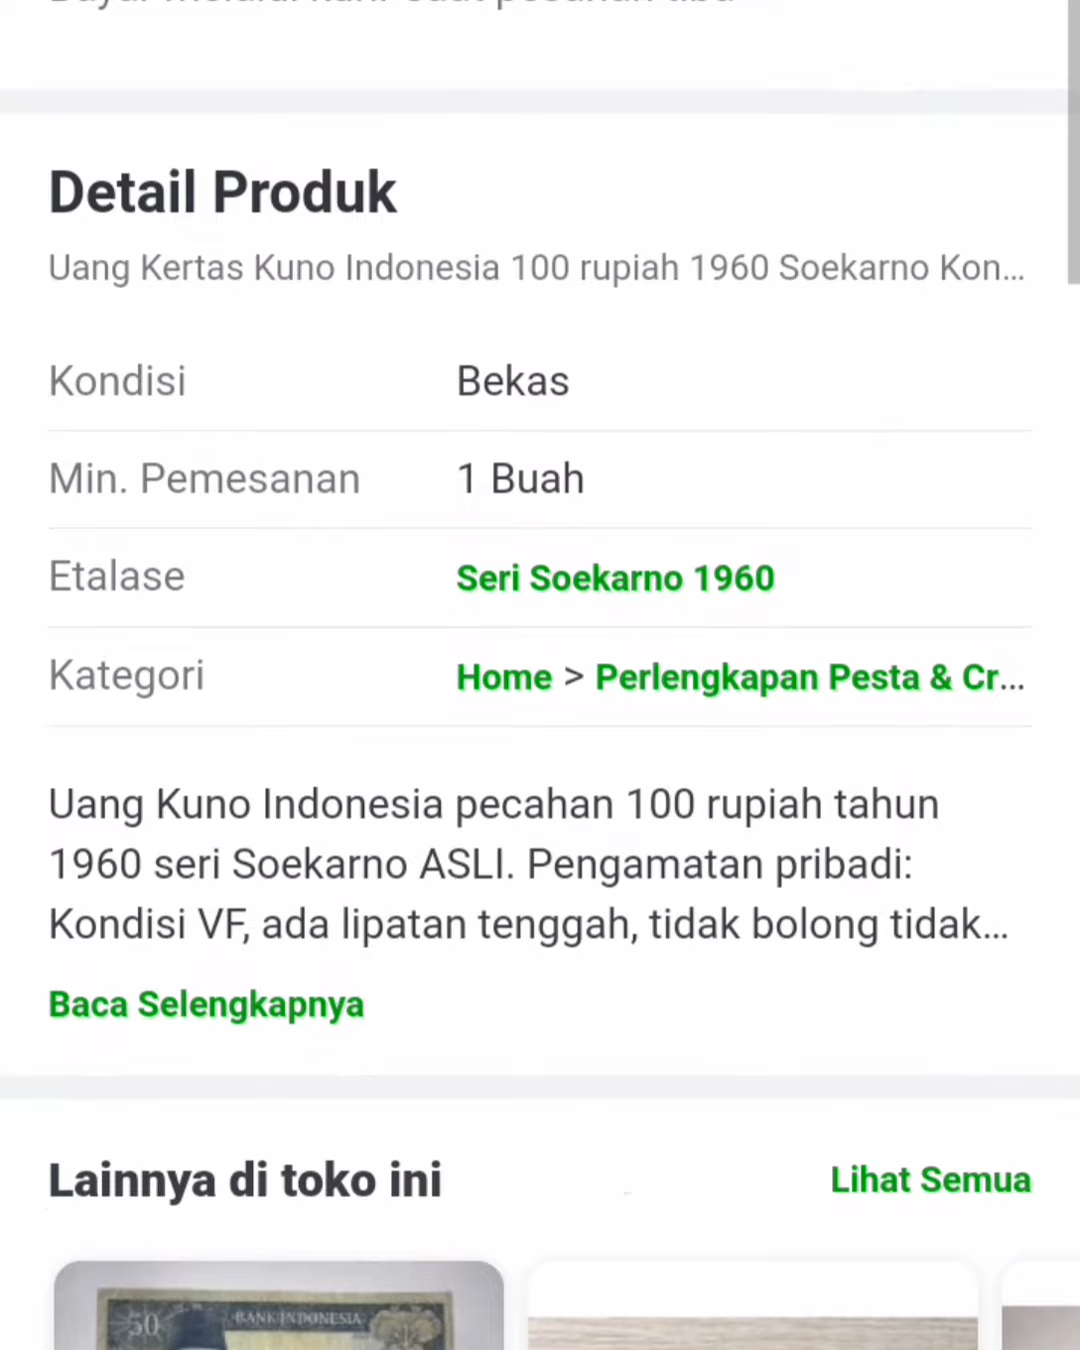 Detail Produk
Uang Kertas Kuno Indonesia 100 rupiah 1960 Soekarno Kon...
Kondisi Bekas
Min. Pemesanan 1 Buah
Etalase Seri Soekarno 1960
Kategori Home > Perlengkapan Pesta & Cr...
Uang Kuno Indonesia pecahan 100 rupiah tahun
1960 seri Soekarno ASLI. Pengamatan pribadi:
Kondisi VF, ada lipatan tenggah, tidak bolong tidak...
Baca Selengkapnya
Lainnya di toko ini Lihat Semua
50 BANK INDONESIA